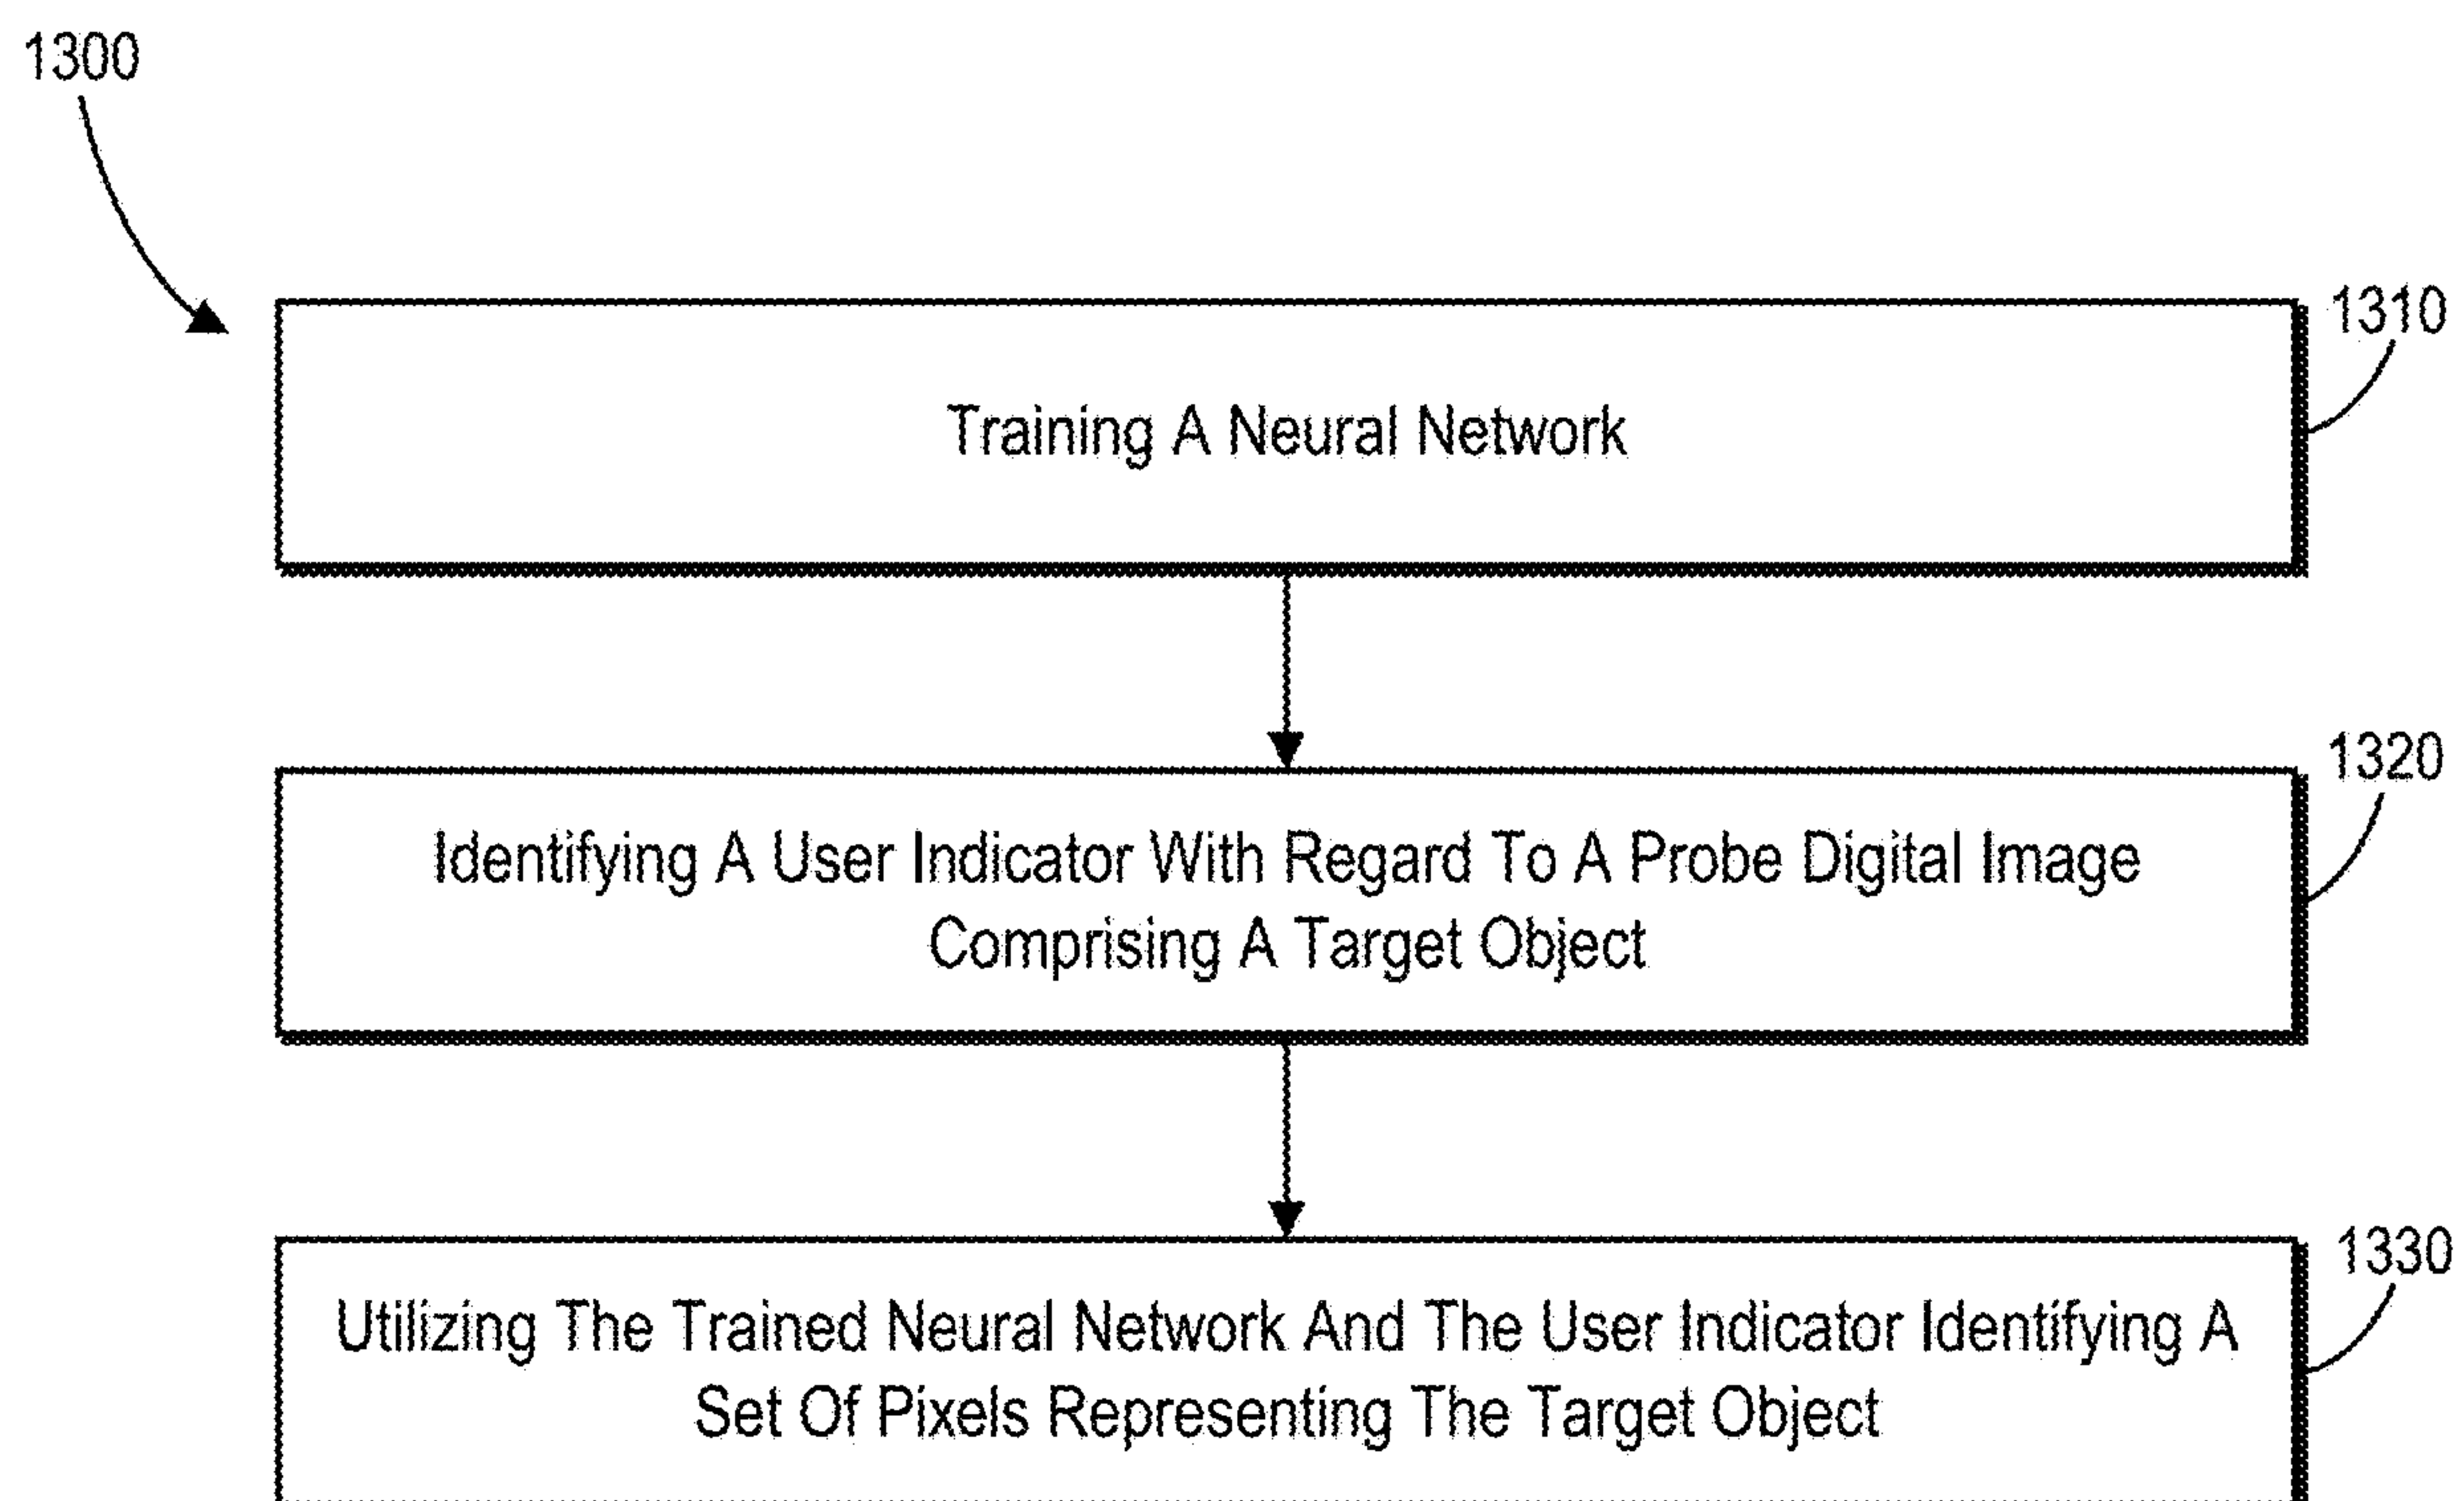 1300
1310
Training A Neural Network
1320
Identifying A User Indicator With Regard To A Probe Digital Image
Comprising A Target Object
1330
Utilizing The Trained Neural Network And The User Indicator Identifying A
Set Of Pixels Representing The Target Object